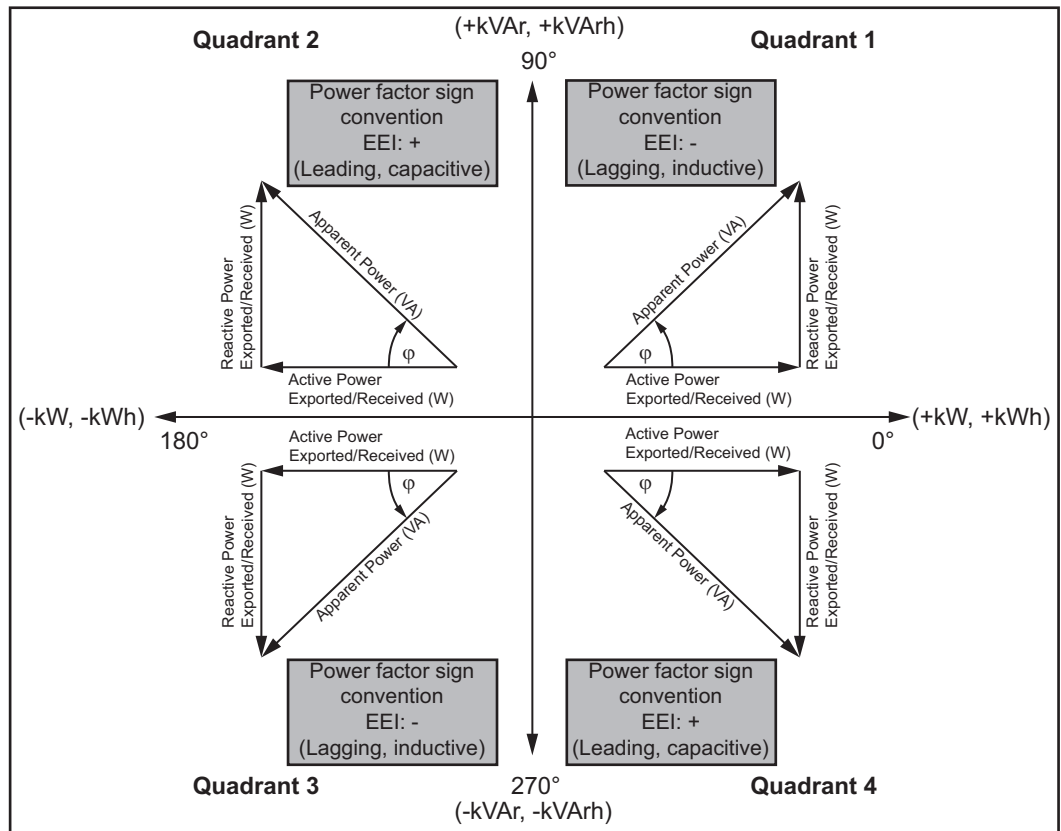 (+kVAr, +kVArh)
Quadrant 2
Quadrant 1
90°
Power factor sign
convention
EEI: +
(Leading, capacitive)
Power factor sign
convention
EEI: -
(Lagging, inductive)
Reactive Power
Exported/Received (W)
Apparent Power (VA)
φ
Active Power
Exported/Received (W)
Apparent Power (VA)
φ
Reactive Power
Exported/Received (W)
Active Power
Exported/Received (W)
(-kW, -kWh)
180°
0°
(+kW, +kWh)
Active Power
Exported/Received (W)
φ
Reactive Power
Exported/Received (W)
Apparent Power (VA)
Active Power
Exported/Received (W)
φ
Apparent Power (VA)
Reactive Power
Exported/Received (W)
Power factor sign
convention
EEI: -
(Lagging, inductive)
Power factor sign
convention
EEI: +
(Leading, capacitive)
Quadrant 3
270°
Quadrant 4
(-kVAr, -kVArh)